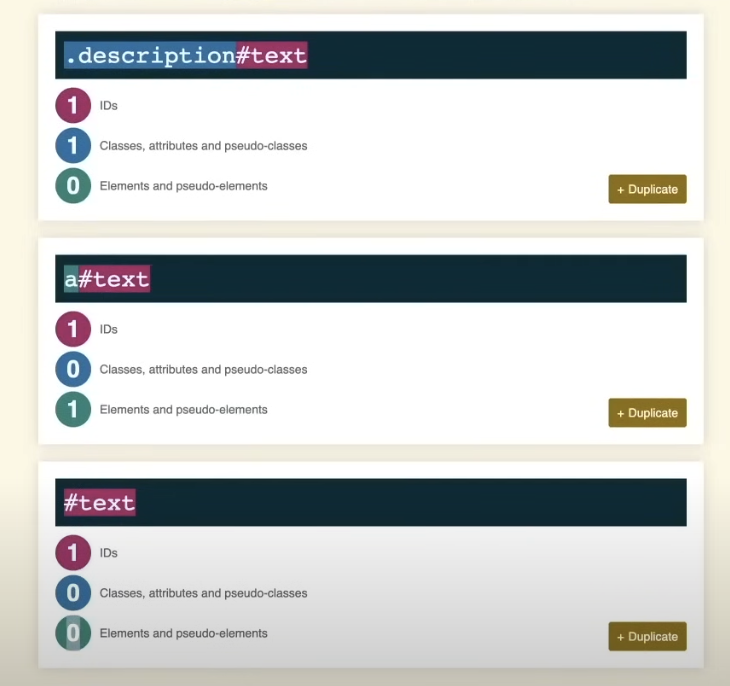 .description#text
1 IDs
1 Classes, attributes and pseudo-classes
0 Elements and pseudo-elements
+ Duplicate
a#text
1 IDs
0 Classes, attributes and pseudo-classes
1 Elements and pseudo-elements
+ Duplicate
#text
1 IDs
0 Classes, attributes and pseudo-classes
0 Elements and pseudo-elements
+ Duplicate